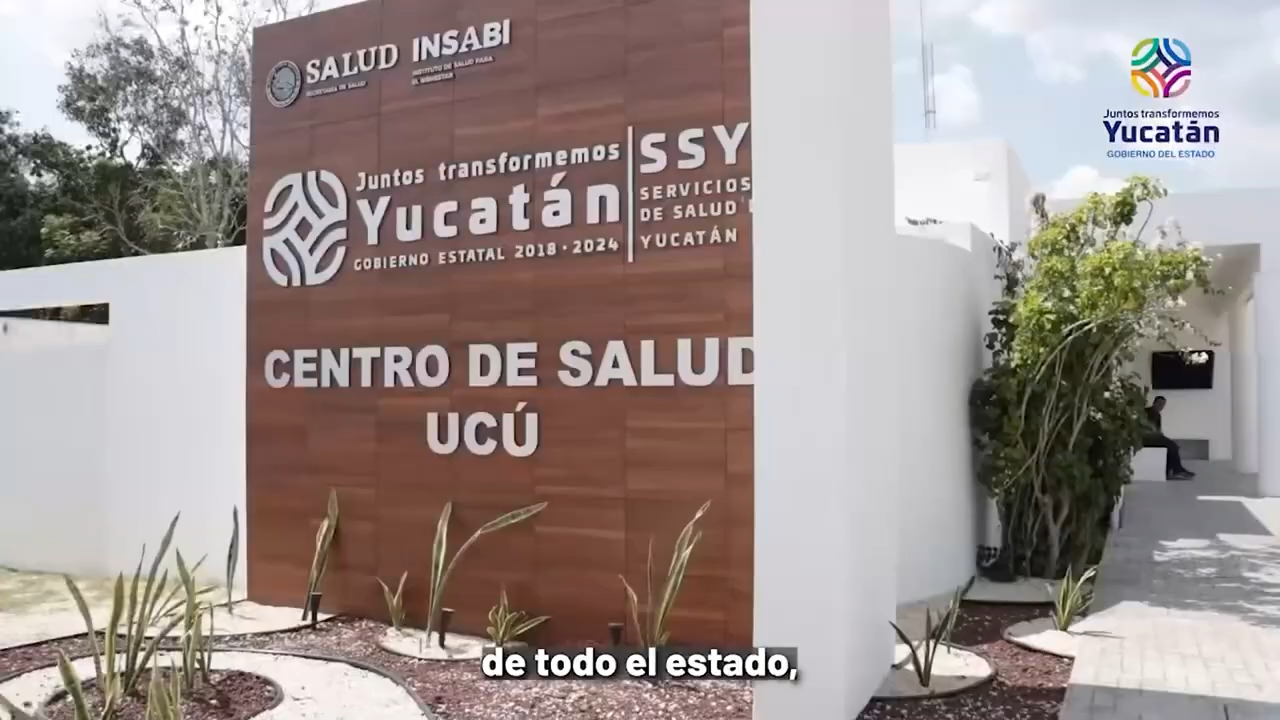 SALUD
SECRETARÍA DE SALUD
INSABI
INSTITUTO DE SALUD PARA
EL BIENESTAR
Juntos transformemos
Yucatán
GOBIERNO ESTATAL 2018 · 2024
SSY
SERVICIOS
DE SALUD
YUCATÁN
CENTRO DE SALUD
UCÚ
Juntos transformemos
Yucatán
GOBIERNO DEL ESTADO
de todo el estado,